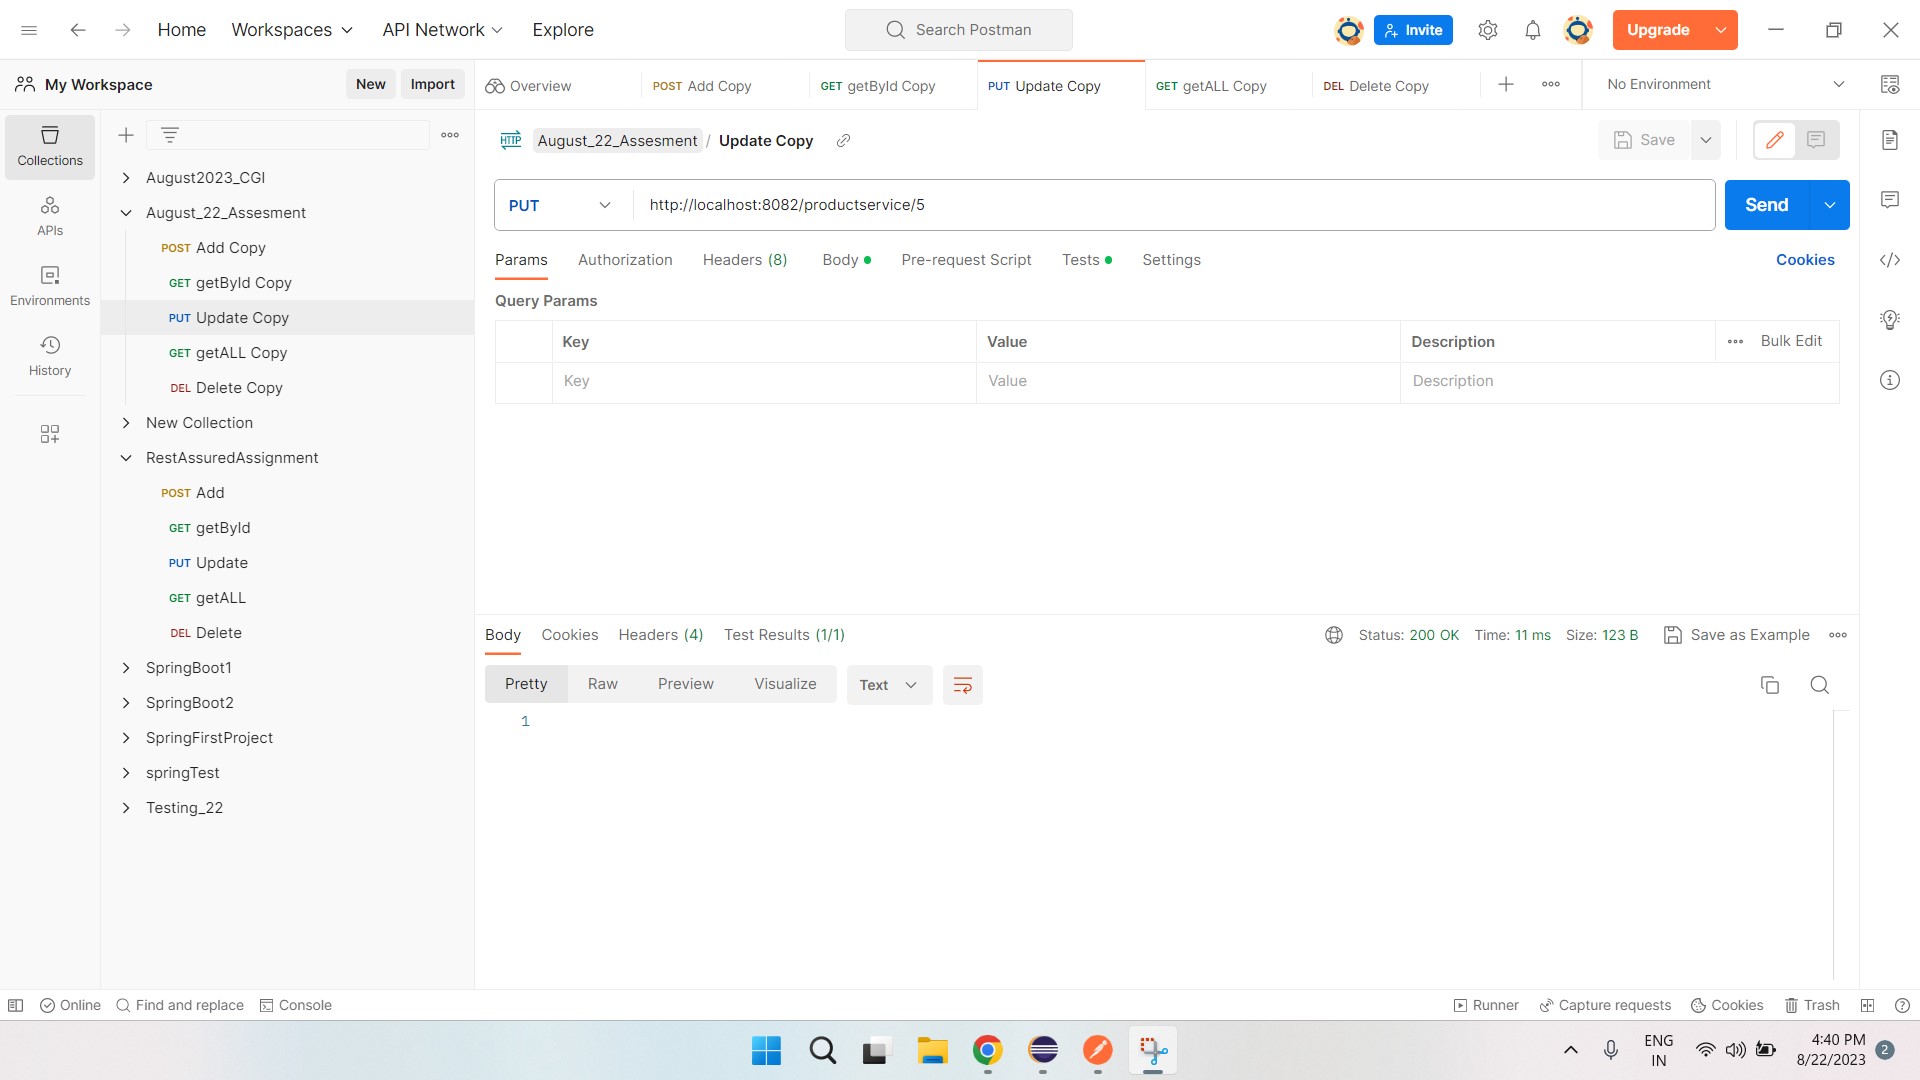 Home Workspaces API Network Explore Search Postman Invite Upgrade
My Workspace New Import Overview POST Add Copy GET getById Copy PUT Update Copy GET getALL Copy DEL Delete Copy No Environment
Collections
APIs
Environments
History
August2023_CGI
August_22_Assesment
POST Add Copy
GET getById Copy
PUT Update Copy
GET getALL Copy
DEL Delete Copy
New Collection
RestAssuredAssignment
POST Add
GET getById
PUT Update
GET getALL
DEL Delete
SpringBoot1
SpringBoot2
SpringFirstProject
springTest
Testing_22
HTTP August_22_Assesment / Update Copy Save
PUT http://localhost:8082/productservice/5 Send
Params Authorization Headers (8) Body Pre-request Script Tests Settings Cookies
Query Params
Key Value Description Bulk Edit
Key Value Description
Body Cookies Headers (4) Test Results (1/1) Status: 200 OK Time: 11 ms Size: 123 B Save as Example
Pretty Raw Preview Visualize Text
1
Online Find and replace Console Runner Capture requests Cookies Trash
ENG
IN
4:40 PM
8/22/2023
2